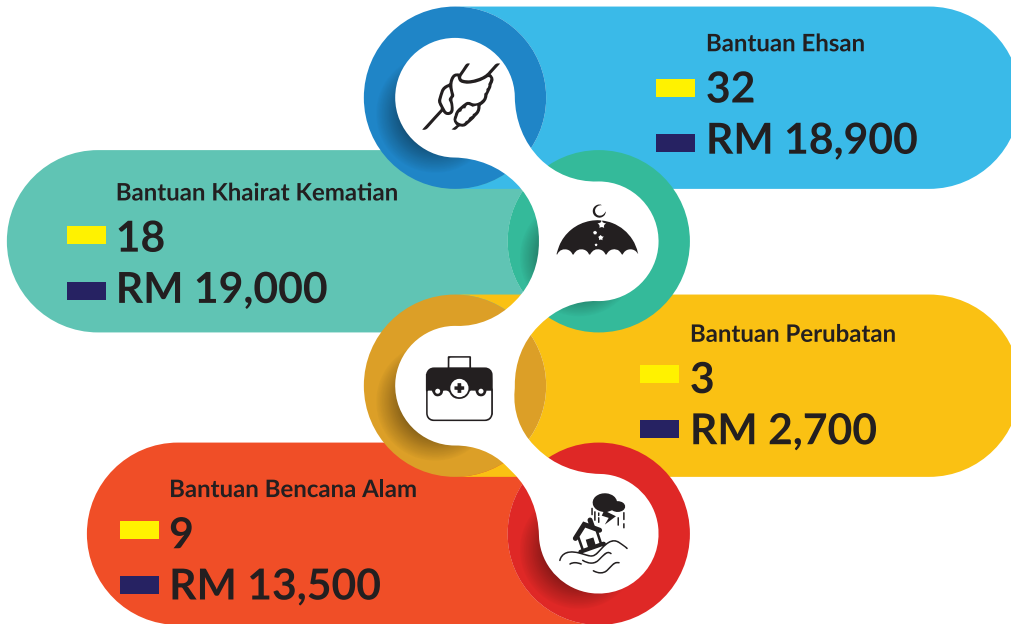 Bantuan Ehsan
32
RM 18,900
Bantuan Khairat Kematian
18
RM 19,000
Bantuan Perubatan
3
RM 2,700
Bantuan Bencana Alam
9
RM 13,500